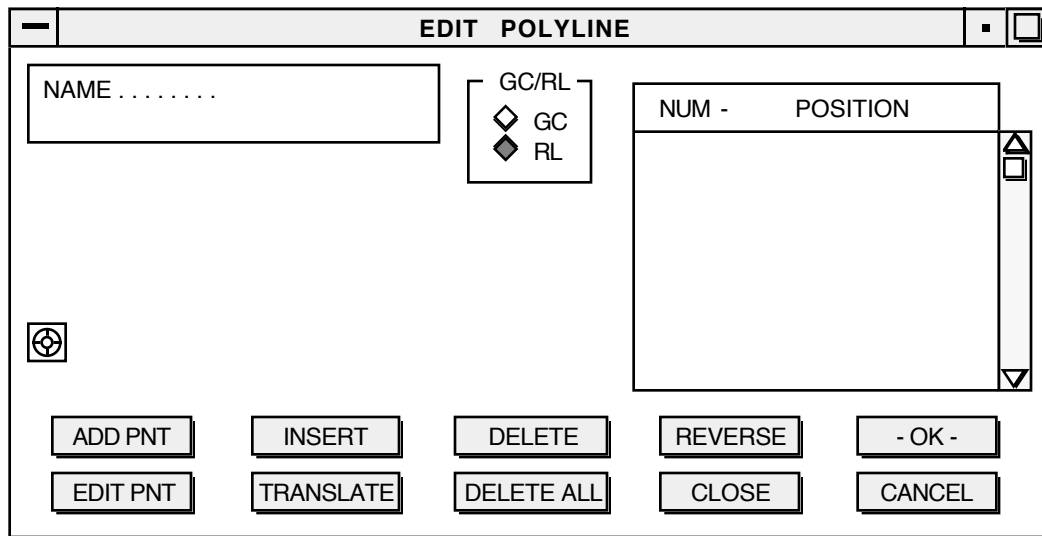 EDIT POLYLINE
NAME . . . . . . . .
GC/RL
GC
RL
NUM - POSITION
ADD PNT INSERT DELETE REVERSE - OK -
EDIT PNT TRANSLATE DELETE ALL CLOSE CANCEL